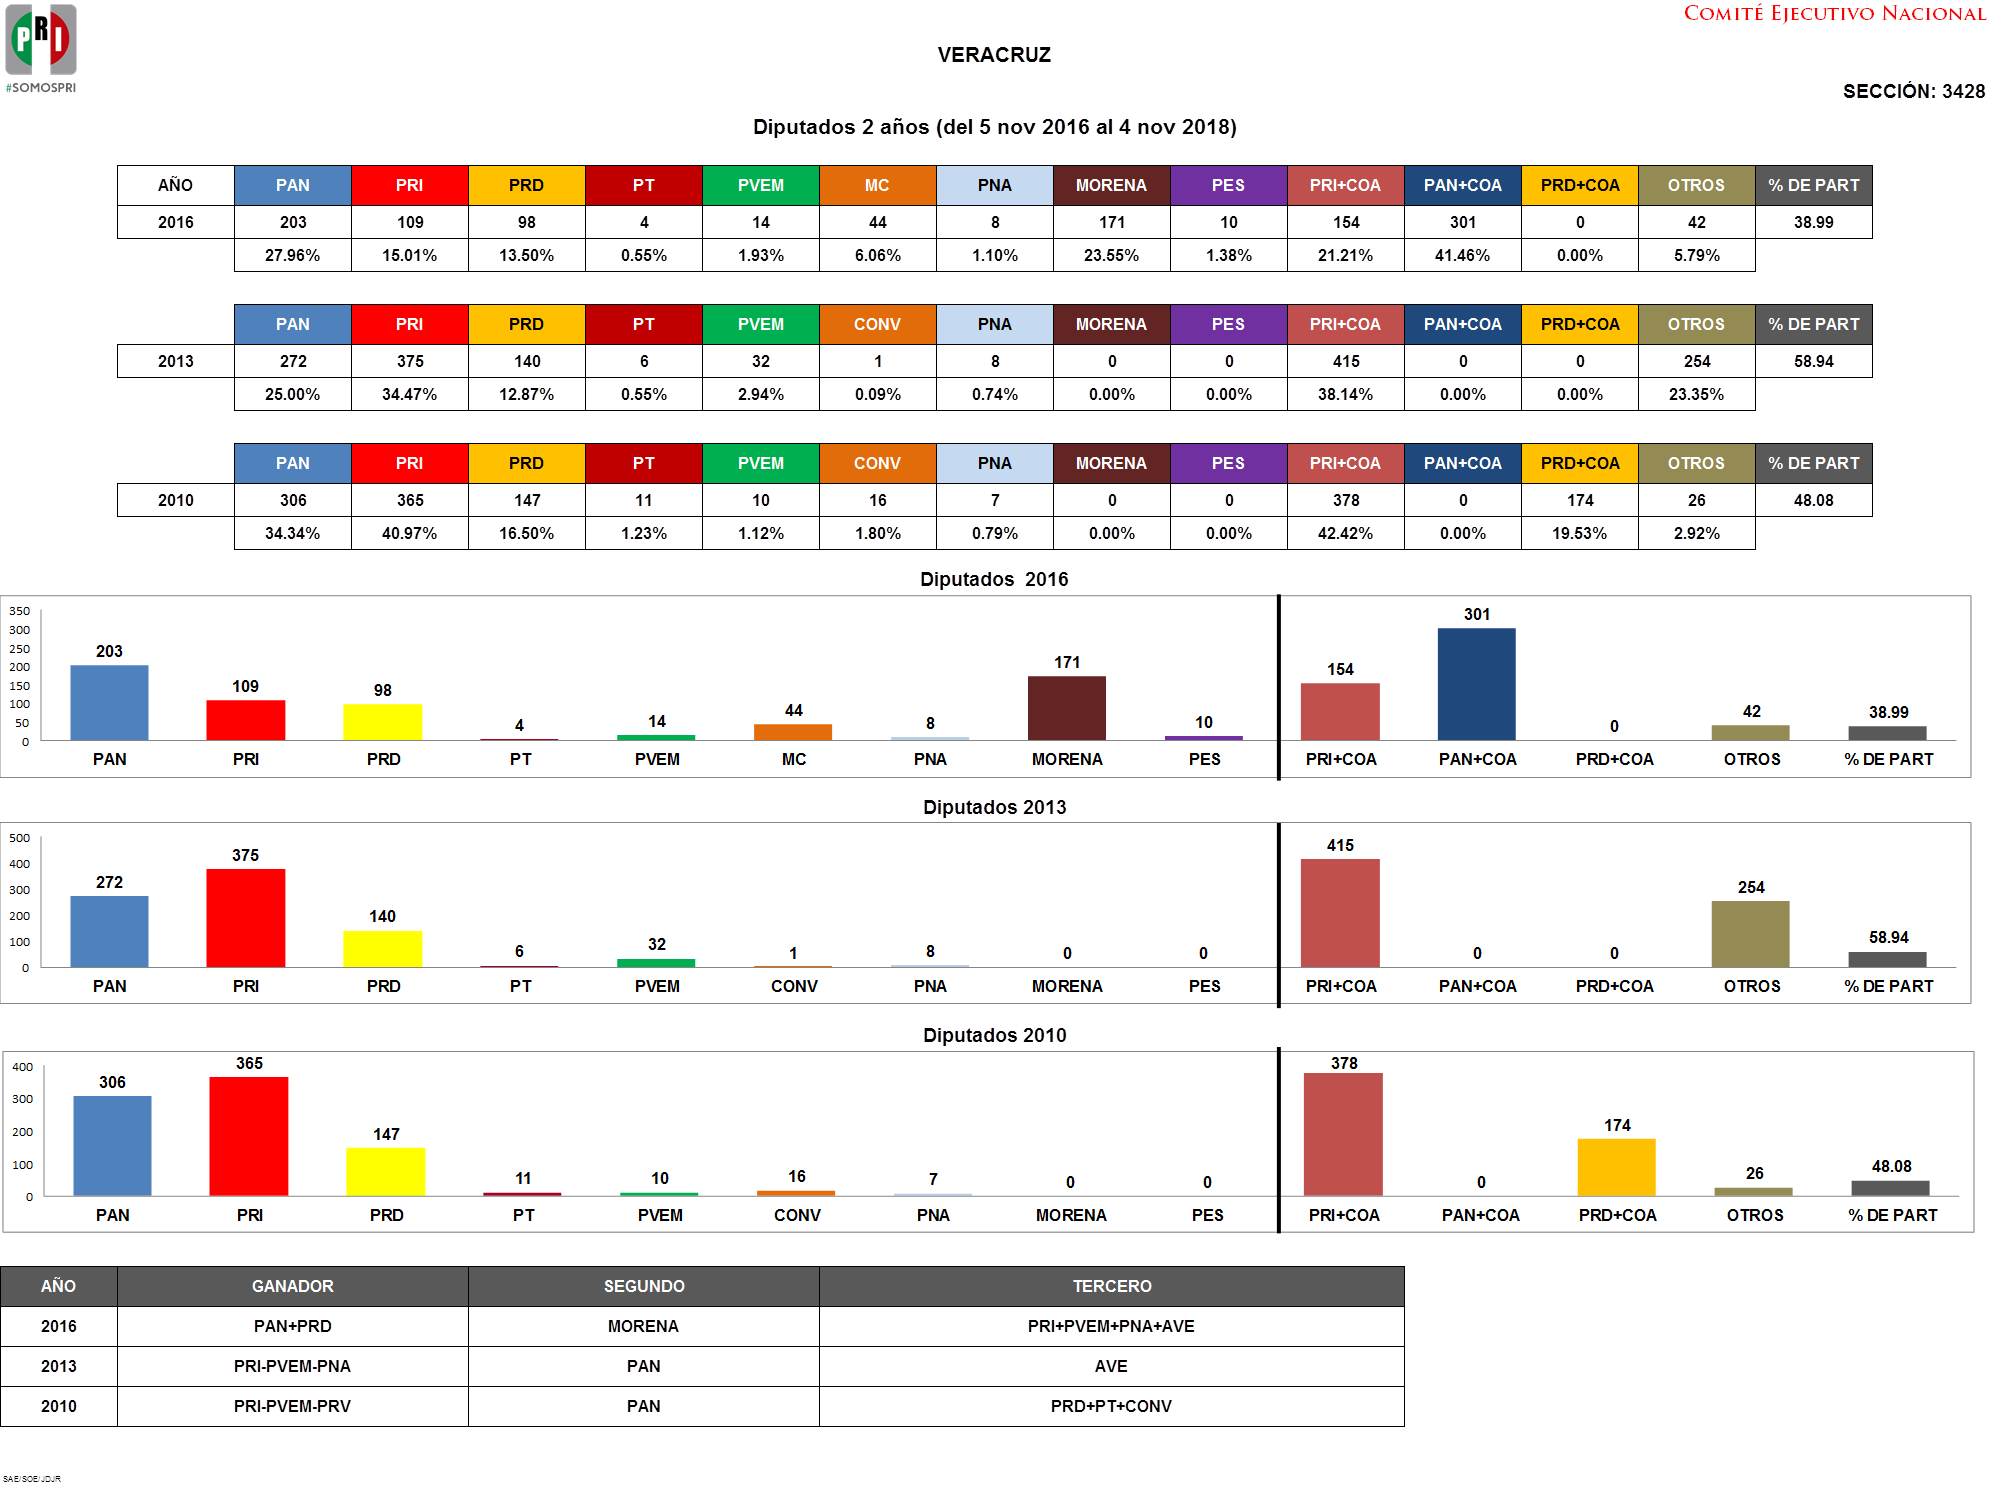 PRI
#SOMOSPRI
COMITÉ EJECUTIVO NACIONAL
VERACRUZ
SECCIÓN: 3428
Diputados 2 años (del 5 nov 2016 al 4 nov 2018)
AÑO PAN PRI PRD PT PVEM MC PNA MORENA PES PRI+COA PAN+COA PRD+COA OTROS % DE PART
2016 203 109 98 4 14 44 8 171 10 154 301 0 42 38.99
27.96% 15.01% 13.50% 0.55% 1.93% 6.06% 1.10% 23.55% 1.38% 21.21% 41.46% 0.00% 5.79%
PAN PRI PRD PT PVEM CONV PNA MORENA PES PRI+COA PAN+COA PRD+COA OTROS % DE PART
2013 272 375 140 6 32 1 8 0 0 415 0 0 254 58.94
25.00% 34.47% 12.87% 0.55% 2.94% 0.09% 0.74% 0.00% 0.00% 38.14% 0.00% 0.00% 23.35%
PAN PRI PRD PT PVEM CONV PNA MORENA PES PRI+COA PAN+COA PRD+COA OTROS % DE PART
2010 306 365 147 11 10 16 7 0 0 378 0 174 26 48.08
34.34% 40.97% 16.50% 1.23% 1.12% 1.80% 0.79% 0.00% 0.00% 42.42% 0.00% 19.53% 2.92%
Diputados 2016
350
300
250
200
150
100
50
0
203 109 98 4 14 44 8 171 10 154 301 0 42 38.99
PAN PRI PRD PT PVEM MC PNA MORENA PES PRI+COA PAN+COA PRD+COA OTROS % DE PART
Diputados 2013
500
400
300
200
100
0
272 375 140 6 32 1 8 0 0 415 0 0 254 58.94
PAN PRI PRD PT PVEM CONV PNA MORENA PES PRI+COA PAN+COA PRD+COA OTROS % DE PART
Diputados 2010
400
300
200
100
0
306 365 147 11 10 16 7 0 0 378 0 174 26 48.08
PAN PRI PRD PT PVEM CONV PNA MORENA PES PRI+COA PAN+COA PRD+COA OTROS % DE PART
AÑO GANADOR SEGUNDO TERCERO
2016 PAN+PRD MORENA PRI+PVEM+PNA+AVE
2013 PRI-PVEM-PNA PAN AVE
2010 PRI-PVEM-PRV PAN PRD+PT+CONV
SAE/SOE/JDJR